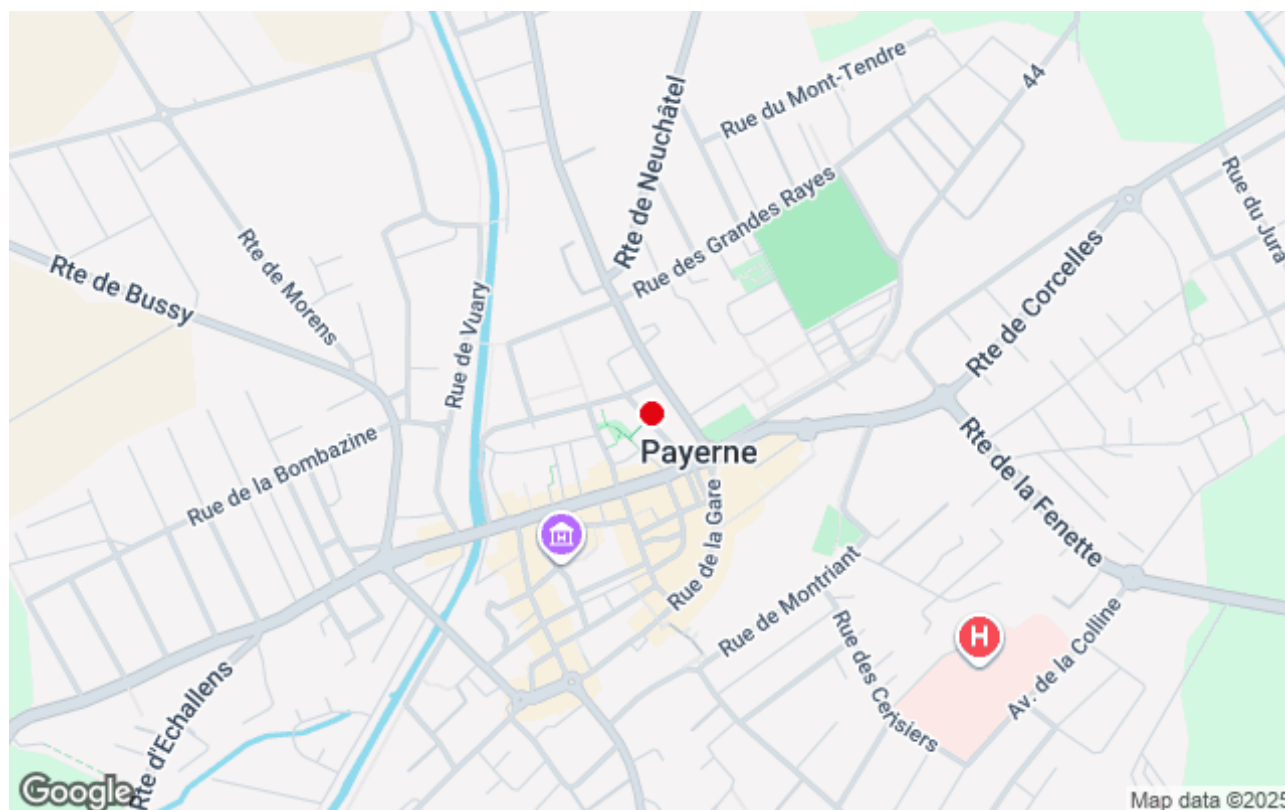 44
Rue du Mont-Tendre
Rte de Neuchâtel
Rue des Grandes Rayes
Rue du Jura
Rte de Bussy
Rte de Morens
Rue de Vuary
Rte de Corcelles
Rue de la Bombazine
Payerne
Rte de la Fenette
Rue de la Gare
H
Rue de Montriant
H
Rue des Cerisiers
Av. de la Colline
Rte d'Echallens
Google
Map data ©2025